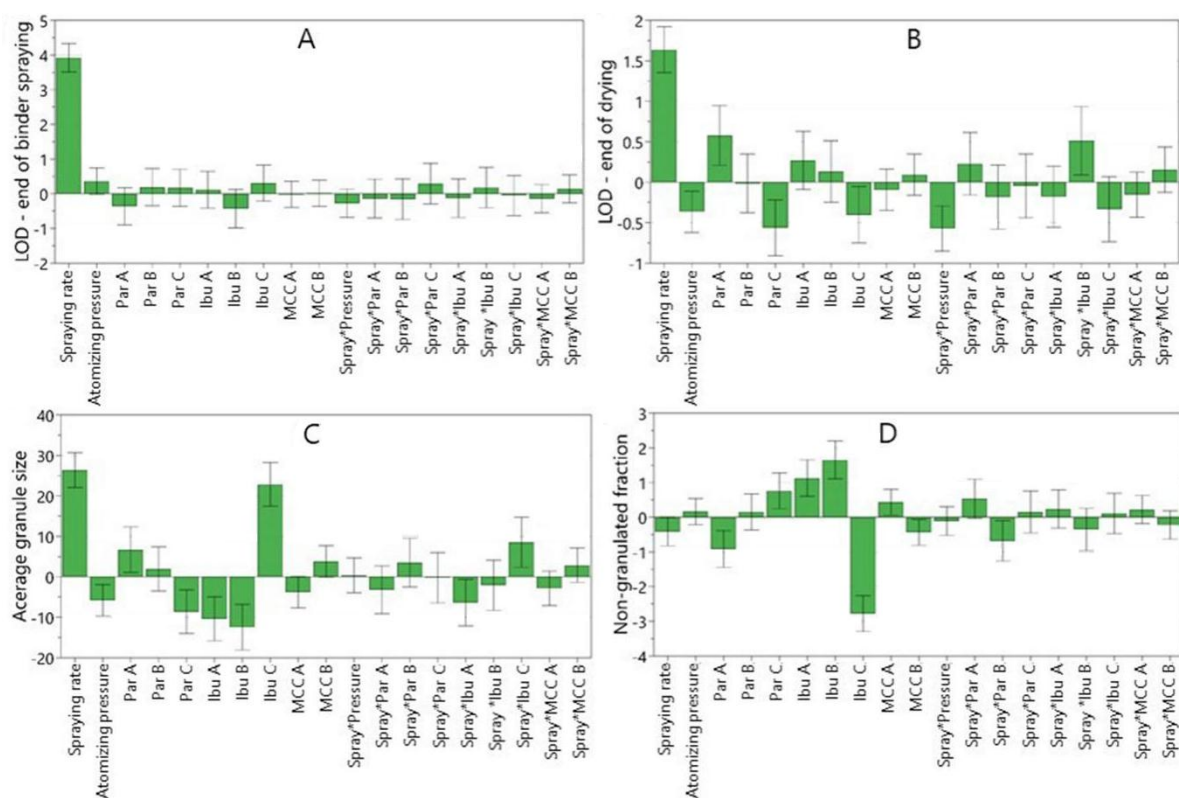 A
LOD - end of binder spraying
5
4
3
2
1
0
-1
-2
Spraying rate
Atomizing pressure
Par A
Par B
Par C
Ibu A
Ibu B
Ibu C
MCC A
MCC B
Spray*Pressure
Spray*Par A
Spray*Par B
Spray*Par C
Spray*Ibu A
Spray *Ibu B
Spray*Ibu C
Spray*MCC A
Spray*MCC B
B
LOD - end of drying
2
1.5
1
0.5
0
-0.5
-1
Spraying rate
Atomizing pressure
Par A
Par B
Par C
Ibu A
Ibu B
Ibu C
MCC A
MCC B
Spray*Pressure
Spray*Par A
Spray*Par B
Spray*Par C
Spray*Ibu A
Spray *Ibu B
Spray*Ibu C
Spray*MCC A
Spray*MCC B
C
Acerage granule size
40
30
20
10
0
-10
-20
Spraying rate
Atomizing pressure
Par A
Par B
Par C
Ibu A
Ibu B
Ibu C
MCC A
MCC B
Spray*Pressure
Spray*Par A
Spray*Par B
Spray*Par C
Spray*Ibu A
Spray *Ibu B
Spray*Ibu C
Spray*MCC A
Spray*MCC B
D
Non-granulated fraction
3
2
1
0
-1
-2
-3
-4
Spraying rate
Atomizing pressure
Par A
Par B
Par C
Ibu A
Ibu B
Ibu C
MCC A
MCC B
Spray*Pressure
Spray*Par A
Spray*Par B
Spray*Par C
Spray*Ibu A
Spray *Ibu B
Spray*Ibu C
Spray*MCC A
Spray*MCC B